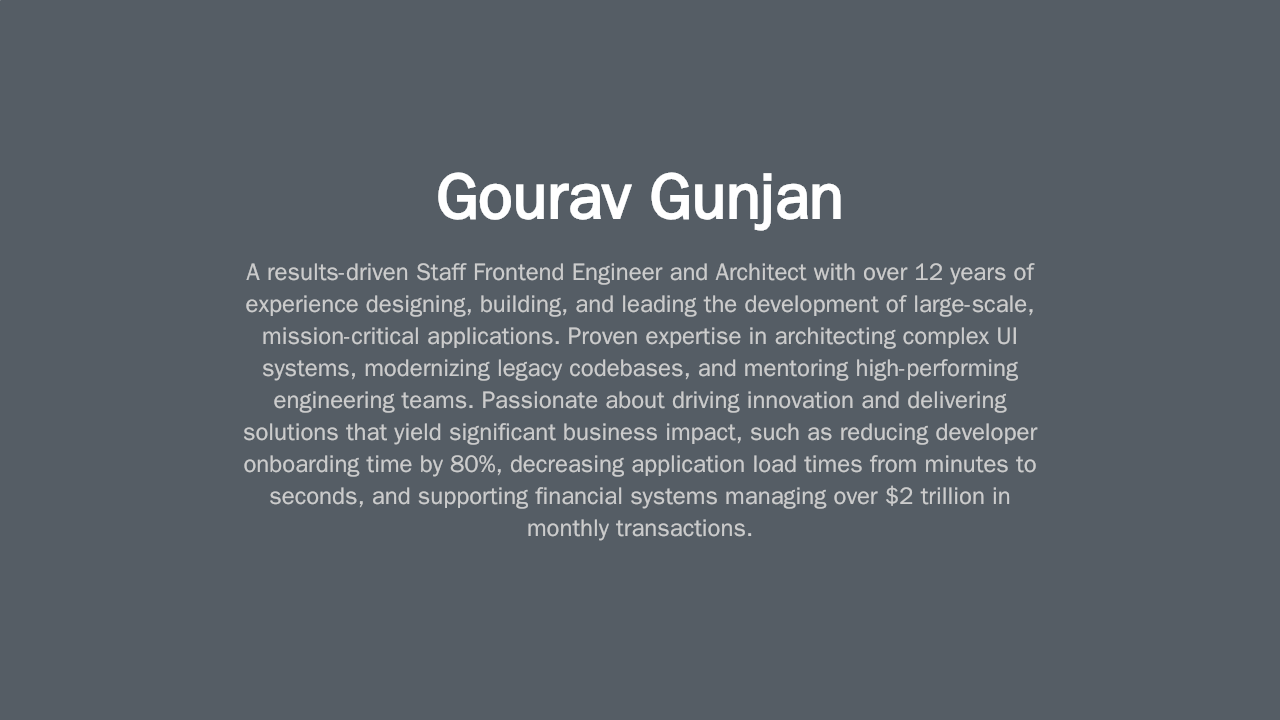 Gourav Gunjan
A results-driven Staff Frontend Engineer and Architect with over 12 years of
experience designing, building, and leading the development of large-scale,
mission-critical applications. Proven expertise in architecting complex UI
systems, modernizing legacy codebases, and mentoring high-performing
engineering teams. Passionate about driving innovation and delivering
solutions that yield significant business impact, such as reducing developer
onboarding time by 80%, decreasing application load times from minutes to
seconds, and supporting financial systems managing over $2 trillion in
monthly transactions.